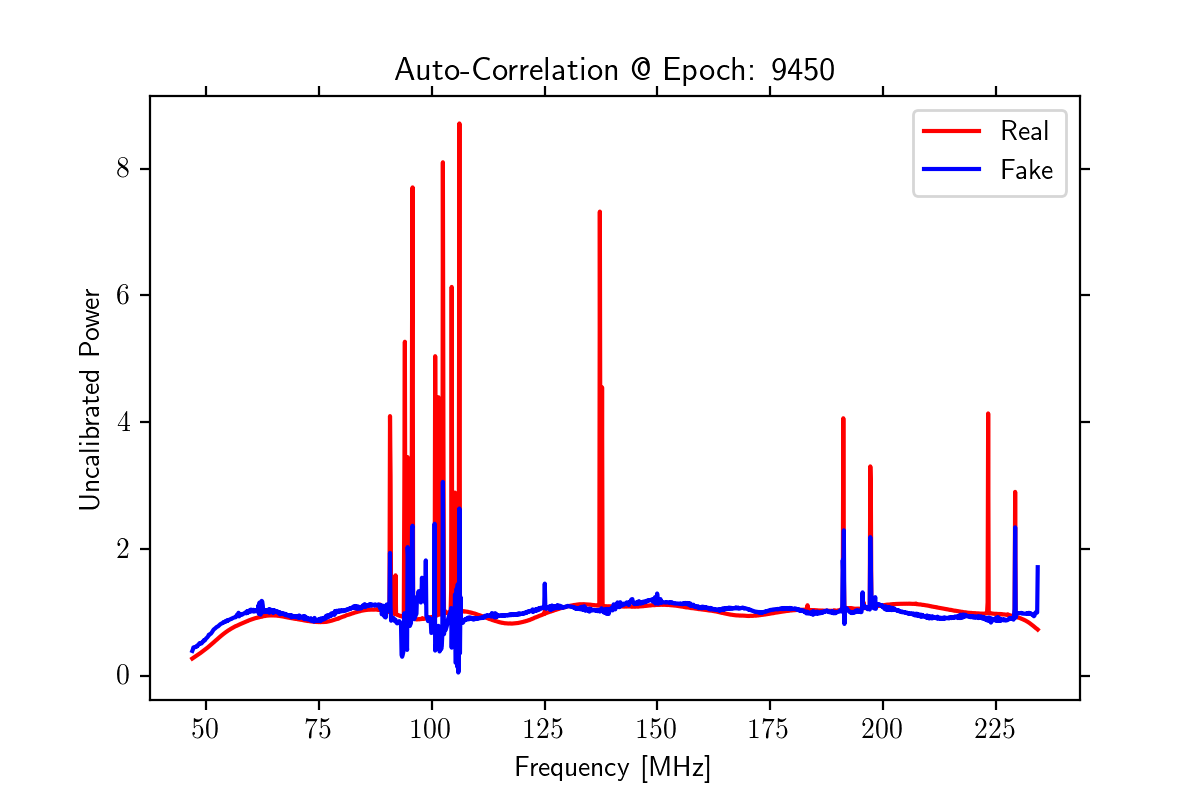 Auto-Correlation @ Epoch: 9450
Real
Fake
8
6
4
2
0
Uncalibrated Power
50 75 100 125 150 175 200 225
Frequency [MHz]